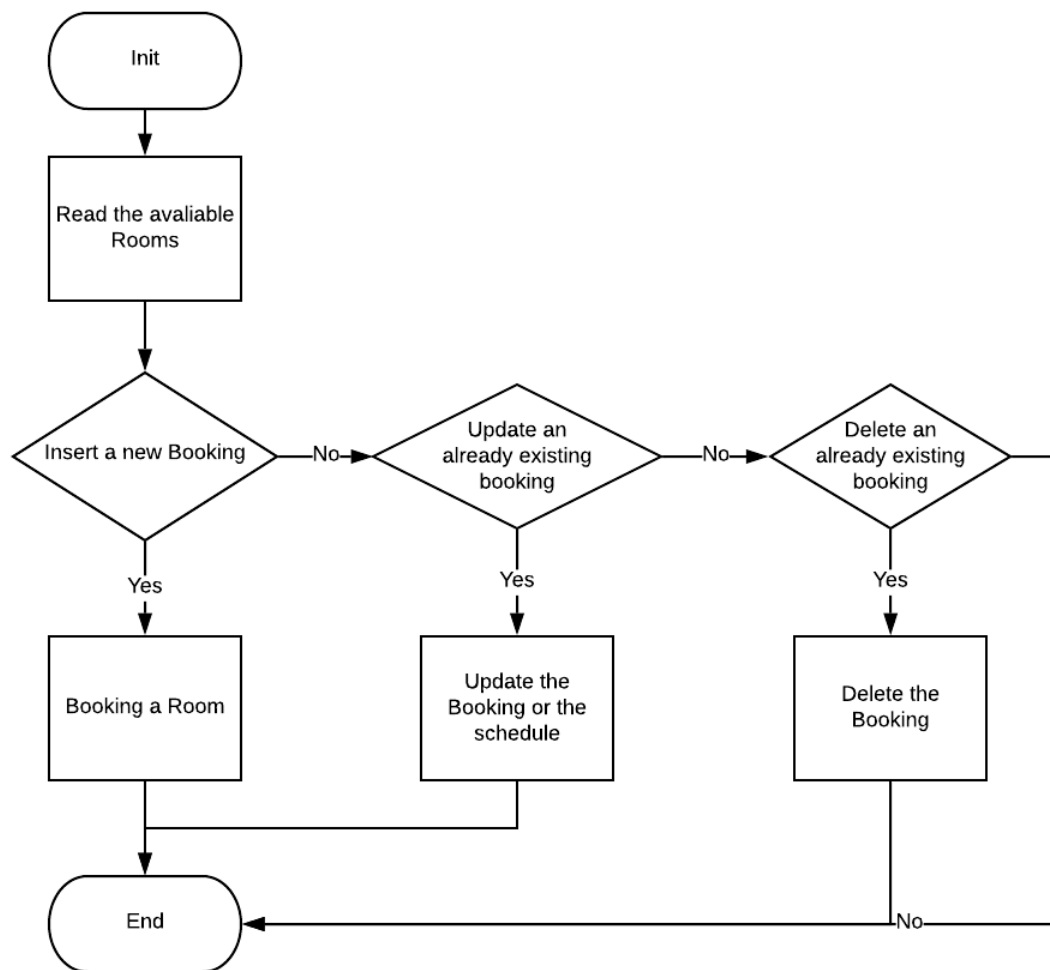 Init
Read the avaliable
Rooms
Insert a new Booking
No
Update an
already existing
booking
No
Delete an
already existing
booking
Yes
Yes
Yes
Booking a Room
Update the
Booking or the
schedule
Delete the
Booking
End
No